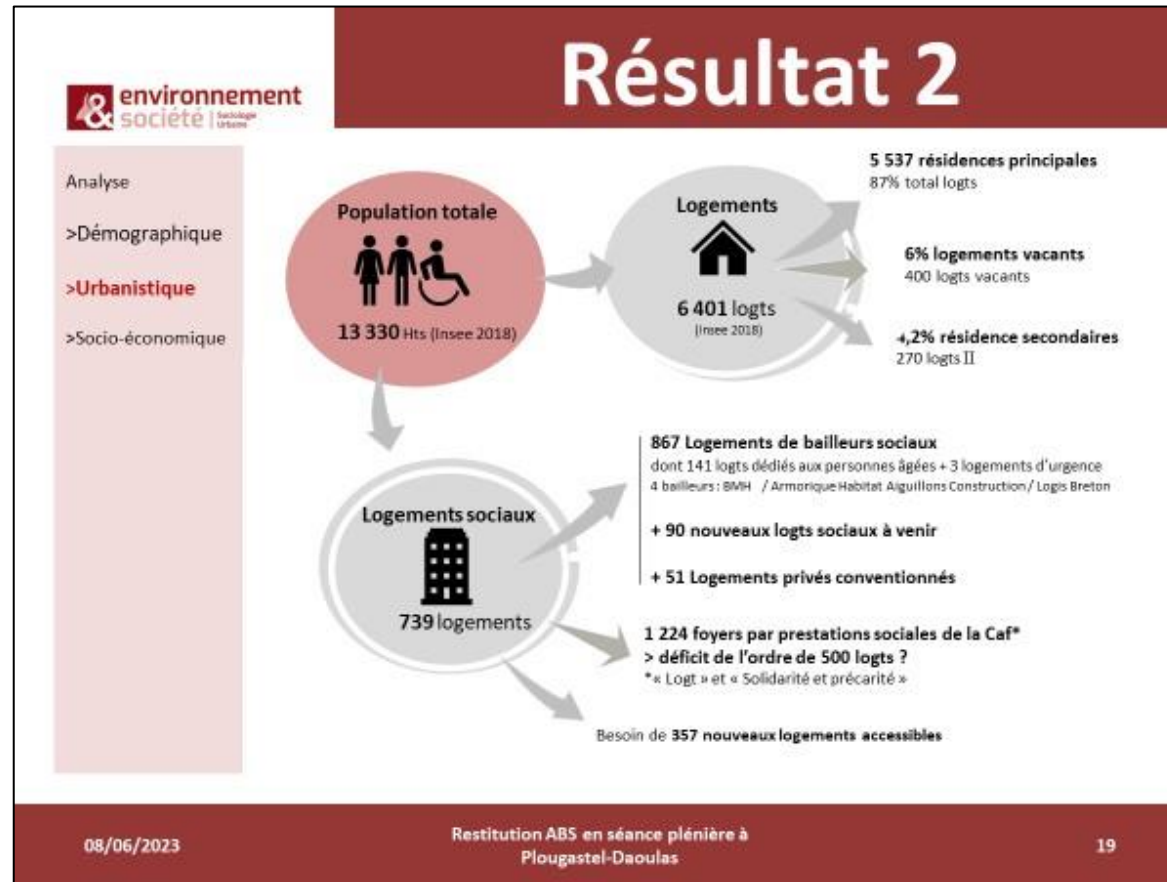 Résultat 2
& environnement
société | Sociologie
Urbaine
Analyse
>Démographique
>Urbanistique
>Socio-économique
Population totale
13 330 Hts (Insee 2018)
Logements
6 401 logts
(Insee 2018)
5 537 résidences principales
87% total logts
6% logements vacants
400 logts vacants
4,2% résidence secondaires
270 logts II
Logements sociaux
739 logements
867 Logements de bailleurs sociaux
dont 141 logts dédiés aux personnes âgées + 3 logements d'urgence
4 bailleurs : BMH / Armorique Habitat Aiguillons Construction / Logis Breton
+ 90 nouveaux logts sociaux à venir
+ 51 Logements privés conventionnés
1 224 foyers par prestations sociales de la Caf*
> déficit de l'ordre de 500 logts ?
*« Logt » et « Solidarité et précarité »
Besoin de 357 nouveaux logements accessibles
08/06/2023
Restitution ABS en séance plénière à
Plougastel-Daoulas
19